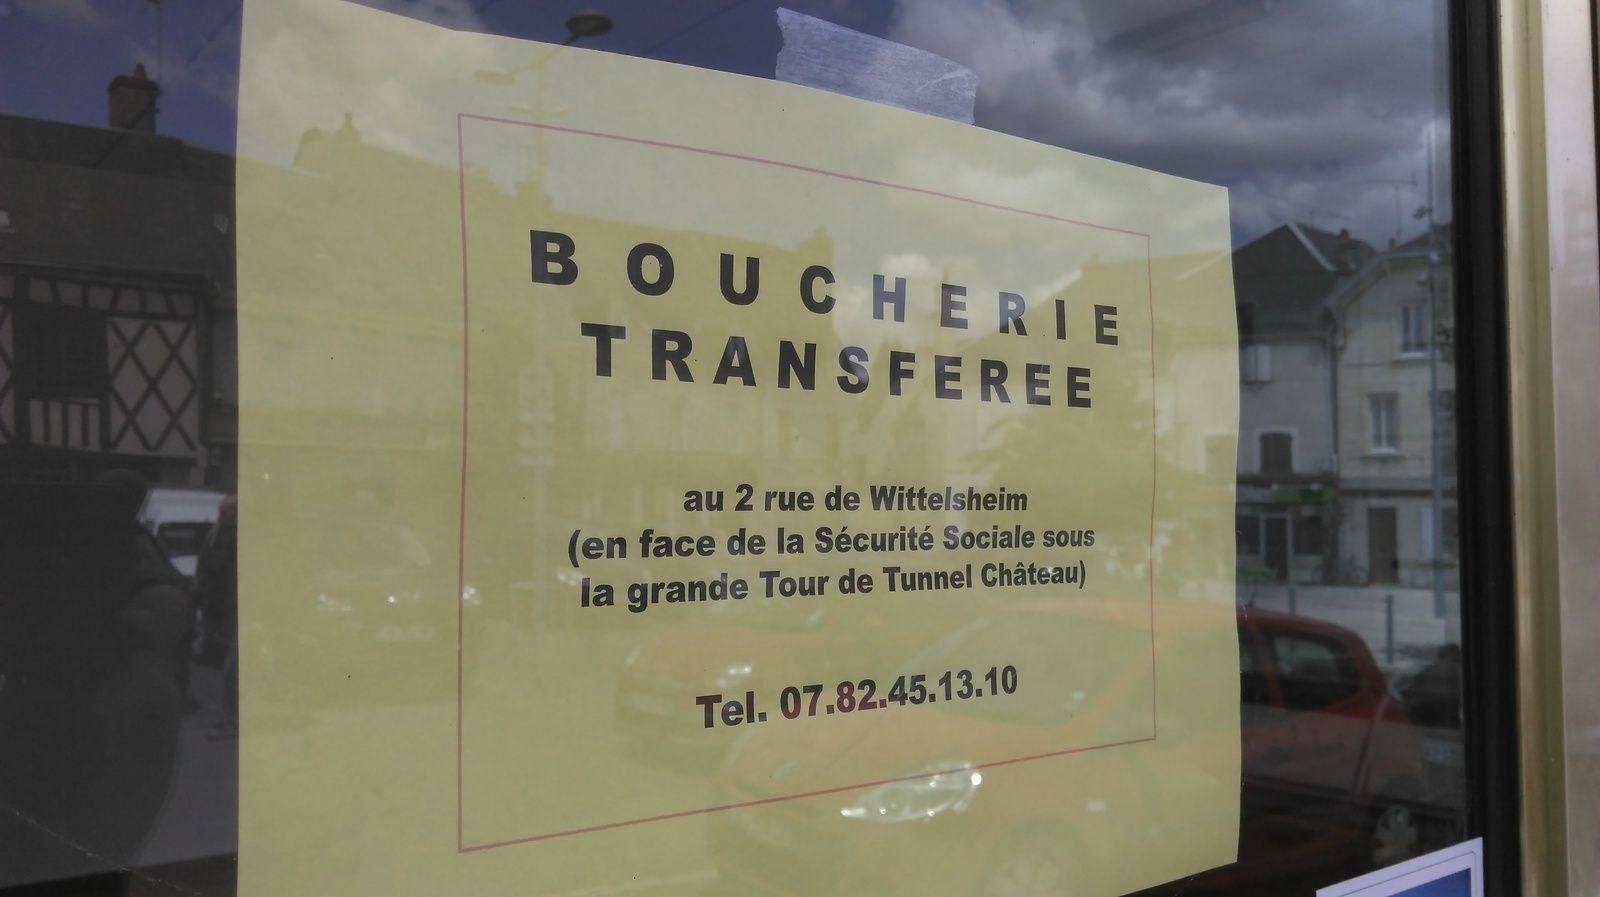 BOUCHERIE
TRANSFEREE
au 2 rue de Wittelsheim
(en face de la Sécurité Sociale sous
la grande Tour de Tunnel Château)
Tel. 07.82.45.13.10